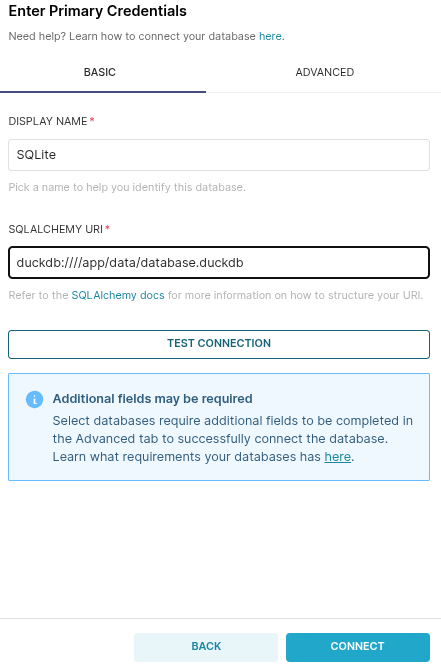 Enter Primary Credentials
Need help? Learn how to connect your database here.
BASIC
ADVANCED
DISPLAY NAME *
SQLite
Pick a name to help you identify this database.
SQLALCHEMY URI *
duckdb:////app/data/database.duckdb
Refer to the SQLAlchemy docs for more information on how to structure your URI.
TEST CONNECTION
Additional fields may be required
Select databases require additional fields to be completed in
the Advanced tab to successfully connect the database.
Learn what requirements your databases has here.
BACK
CONNECT